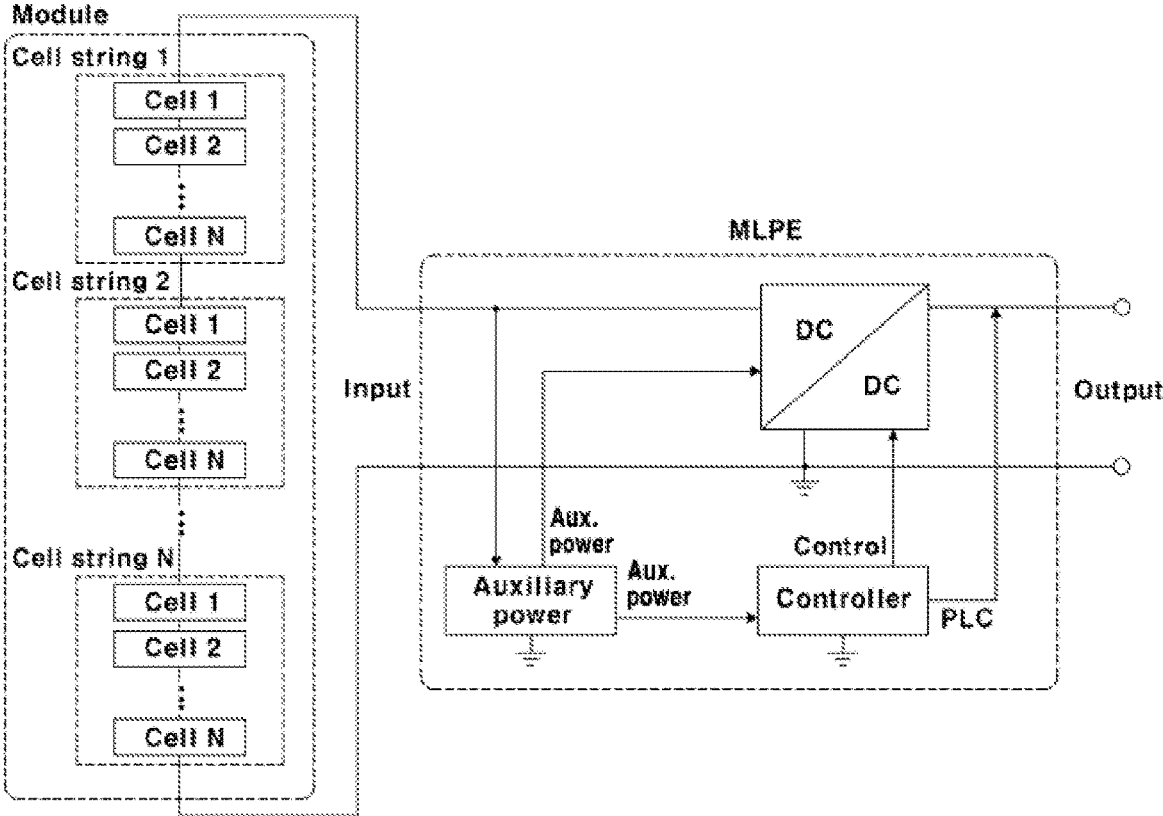 Module
Cell string 1
Cell 1
Cell 2
Cell N
Cell string 2
Cell 1
Cell 2
Cell N
Cell string N
Cell 1
Cell 2
Cell N
MLPE
Input
DC
DC
Output
Aux.
power
Control
Auxiliary
power
Aux.
power
Controller
PLC